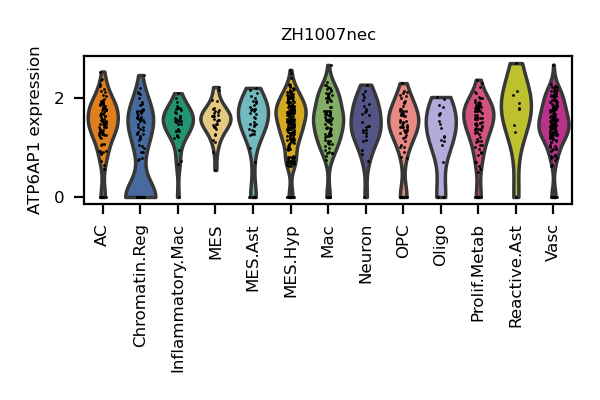 ZH1007nec
ATP6AP1 expression
2
0
AC
Chromatin.Reg
Inflammatory.Mac
MES
MES.Ast
MES.Hyp
Mac
Neuron
OPC
Oligo
Prolif.Metab
Reactive.Ast
Vasc